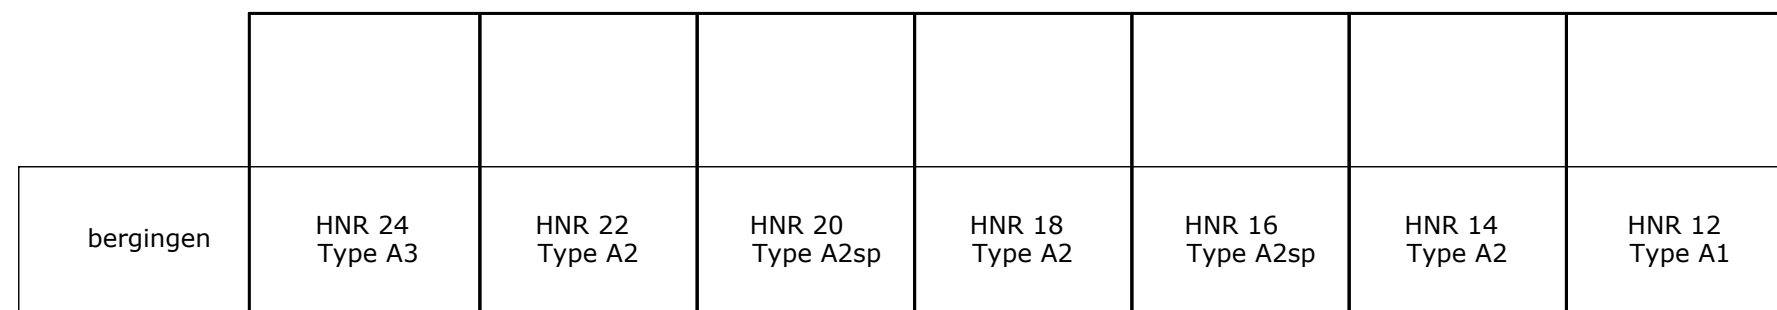 bergingen
HNR 24
Type A3
HNR 22
Type A2
HNR 20
Type A2sp
HNR 18
Type A2
HNR 16
Type A2sp
HNR 14
Type A2
HNR 12
Type A1